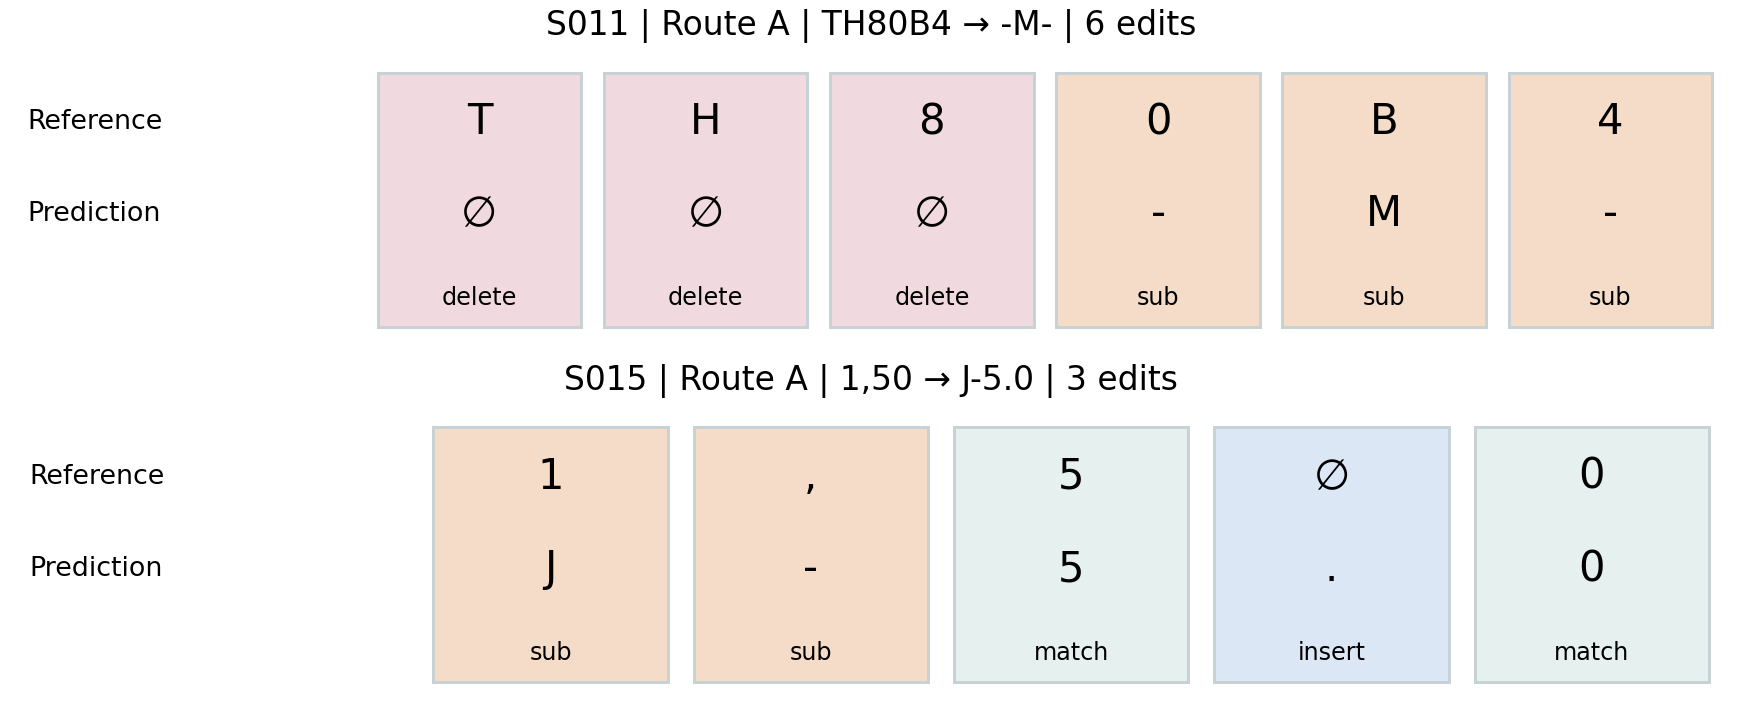 S011 | Route A | TH80B4 → -M- | 6 edits
Reference T H 8 0 B 4
Prediction ∅ ∅ ∅ - M -
delete delete delete sub sub sub
S015 | Route A | 1,50 → J-5.0 | 3 edits
Reference 1 , 5 ∅ 0
Prediction J - 5 . 0
sub sub match insert match